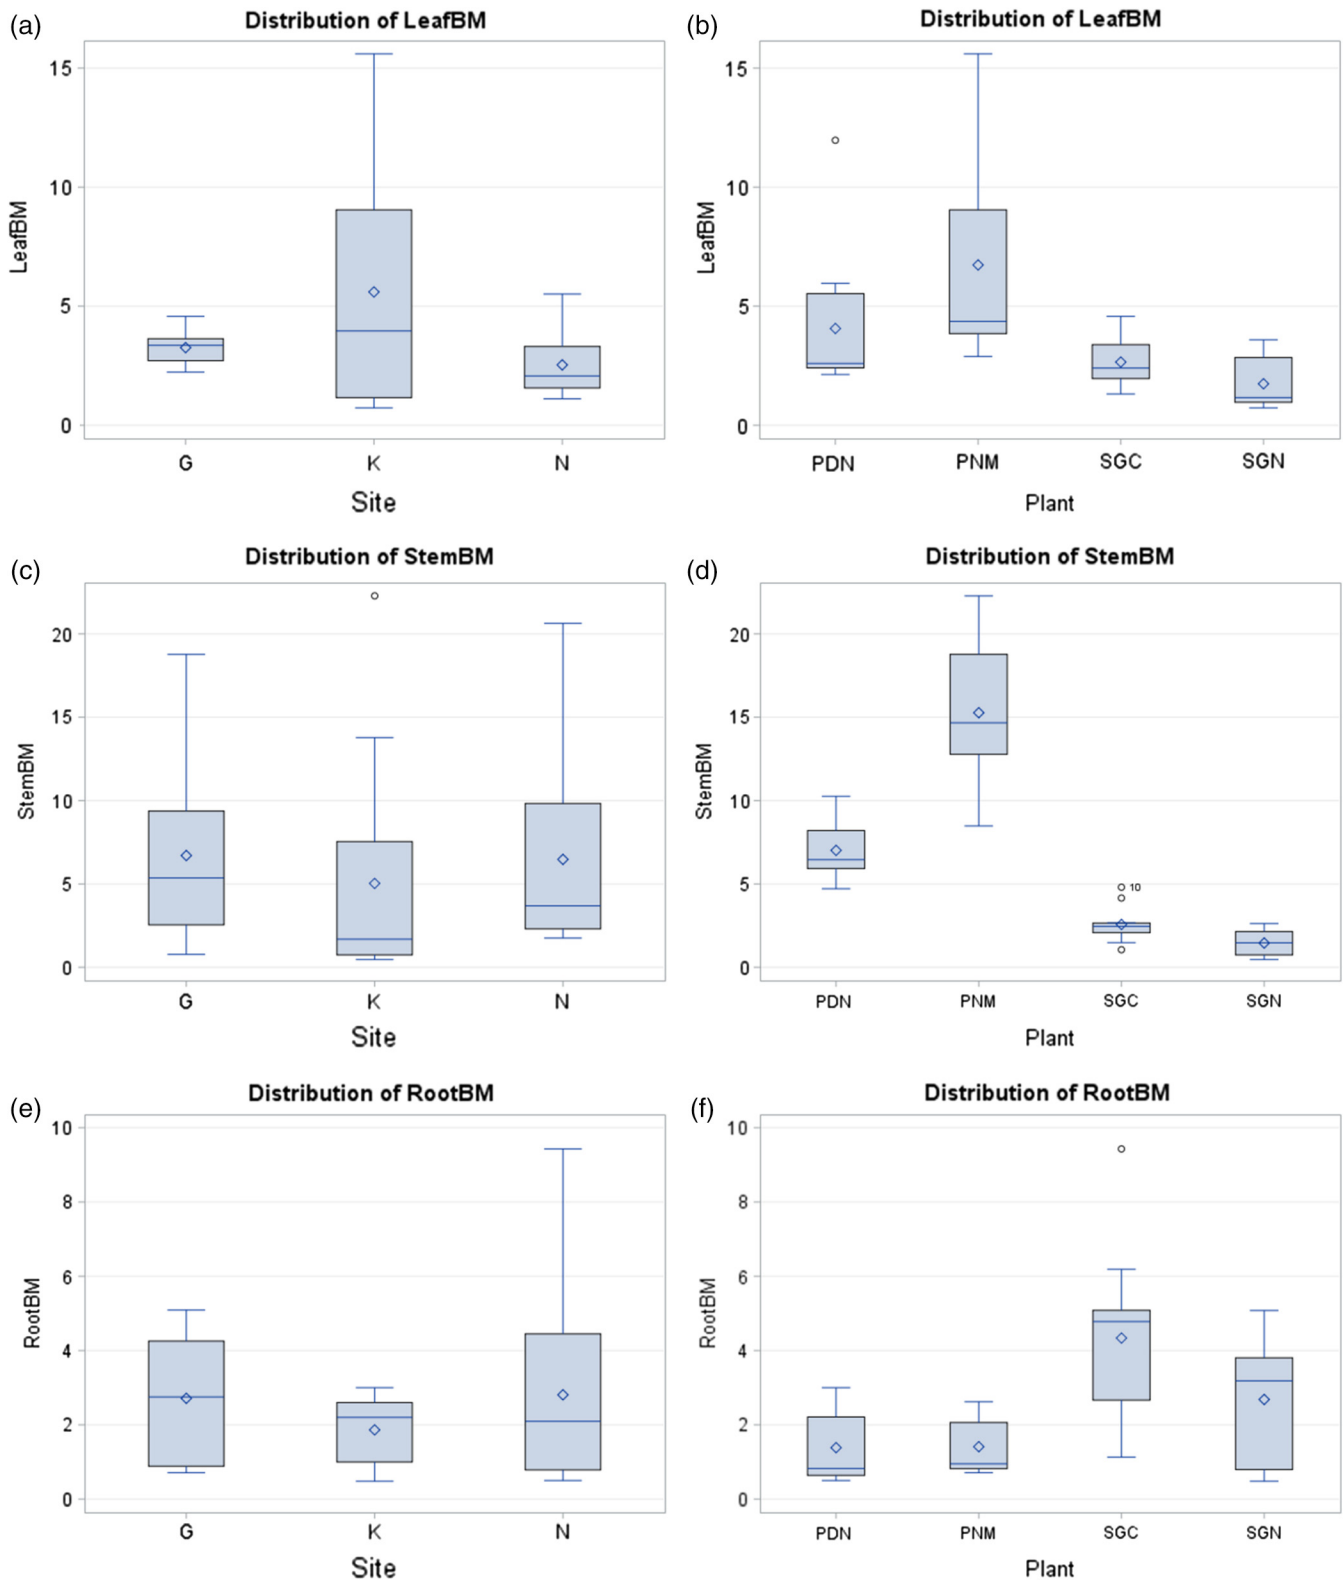 (a)
Distribution of LeafBM
15
10
5
0
LeafBM
G K N
Site
(b)
Distribution of LeafBM
15
10
5
0
LeafBM
PDN PNM SGC SGN
Plant
(c)
Distribution of StemBM
20
15
10
5
0
StemBM
G K N
Site
(d)
Distribution of StemBM
20
15
10
5
0
StemBM
10
PDN PNM SGC SGN
Plant
(e)
Distribution of RootBM
10
8
6
4
2
0
RootBM
G K N
Site
(f)
Distribution of RootBM
10
8
6
4
2
0
RootBM
PDN PNM SGC SGN
Plant